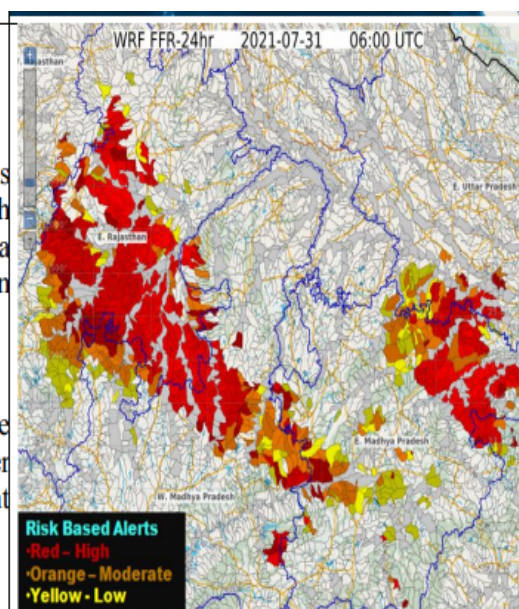 WRF FFR-24hr 2021-07-31 06:00 UTC
Rajasthan
E. Uttar Pradesh
E. Rajasthan
E. Madhya Pradesh
W. Madhya Pradesh
Risk Based Alerts
•Red – High
•Orange – Moderate
•Yellow - Low